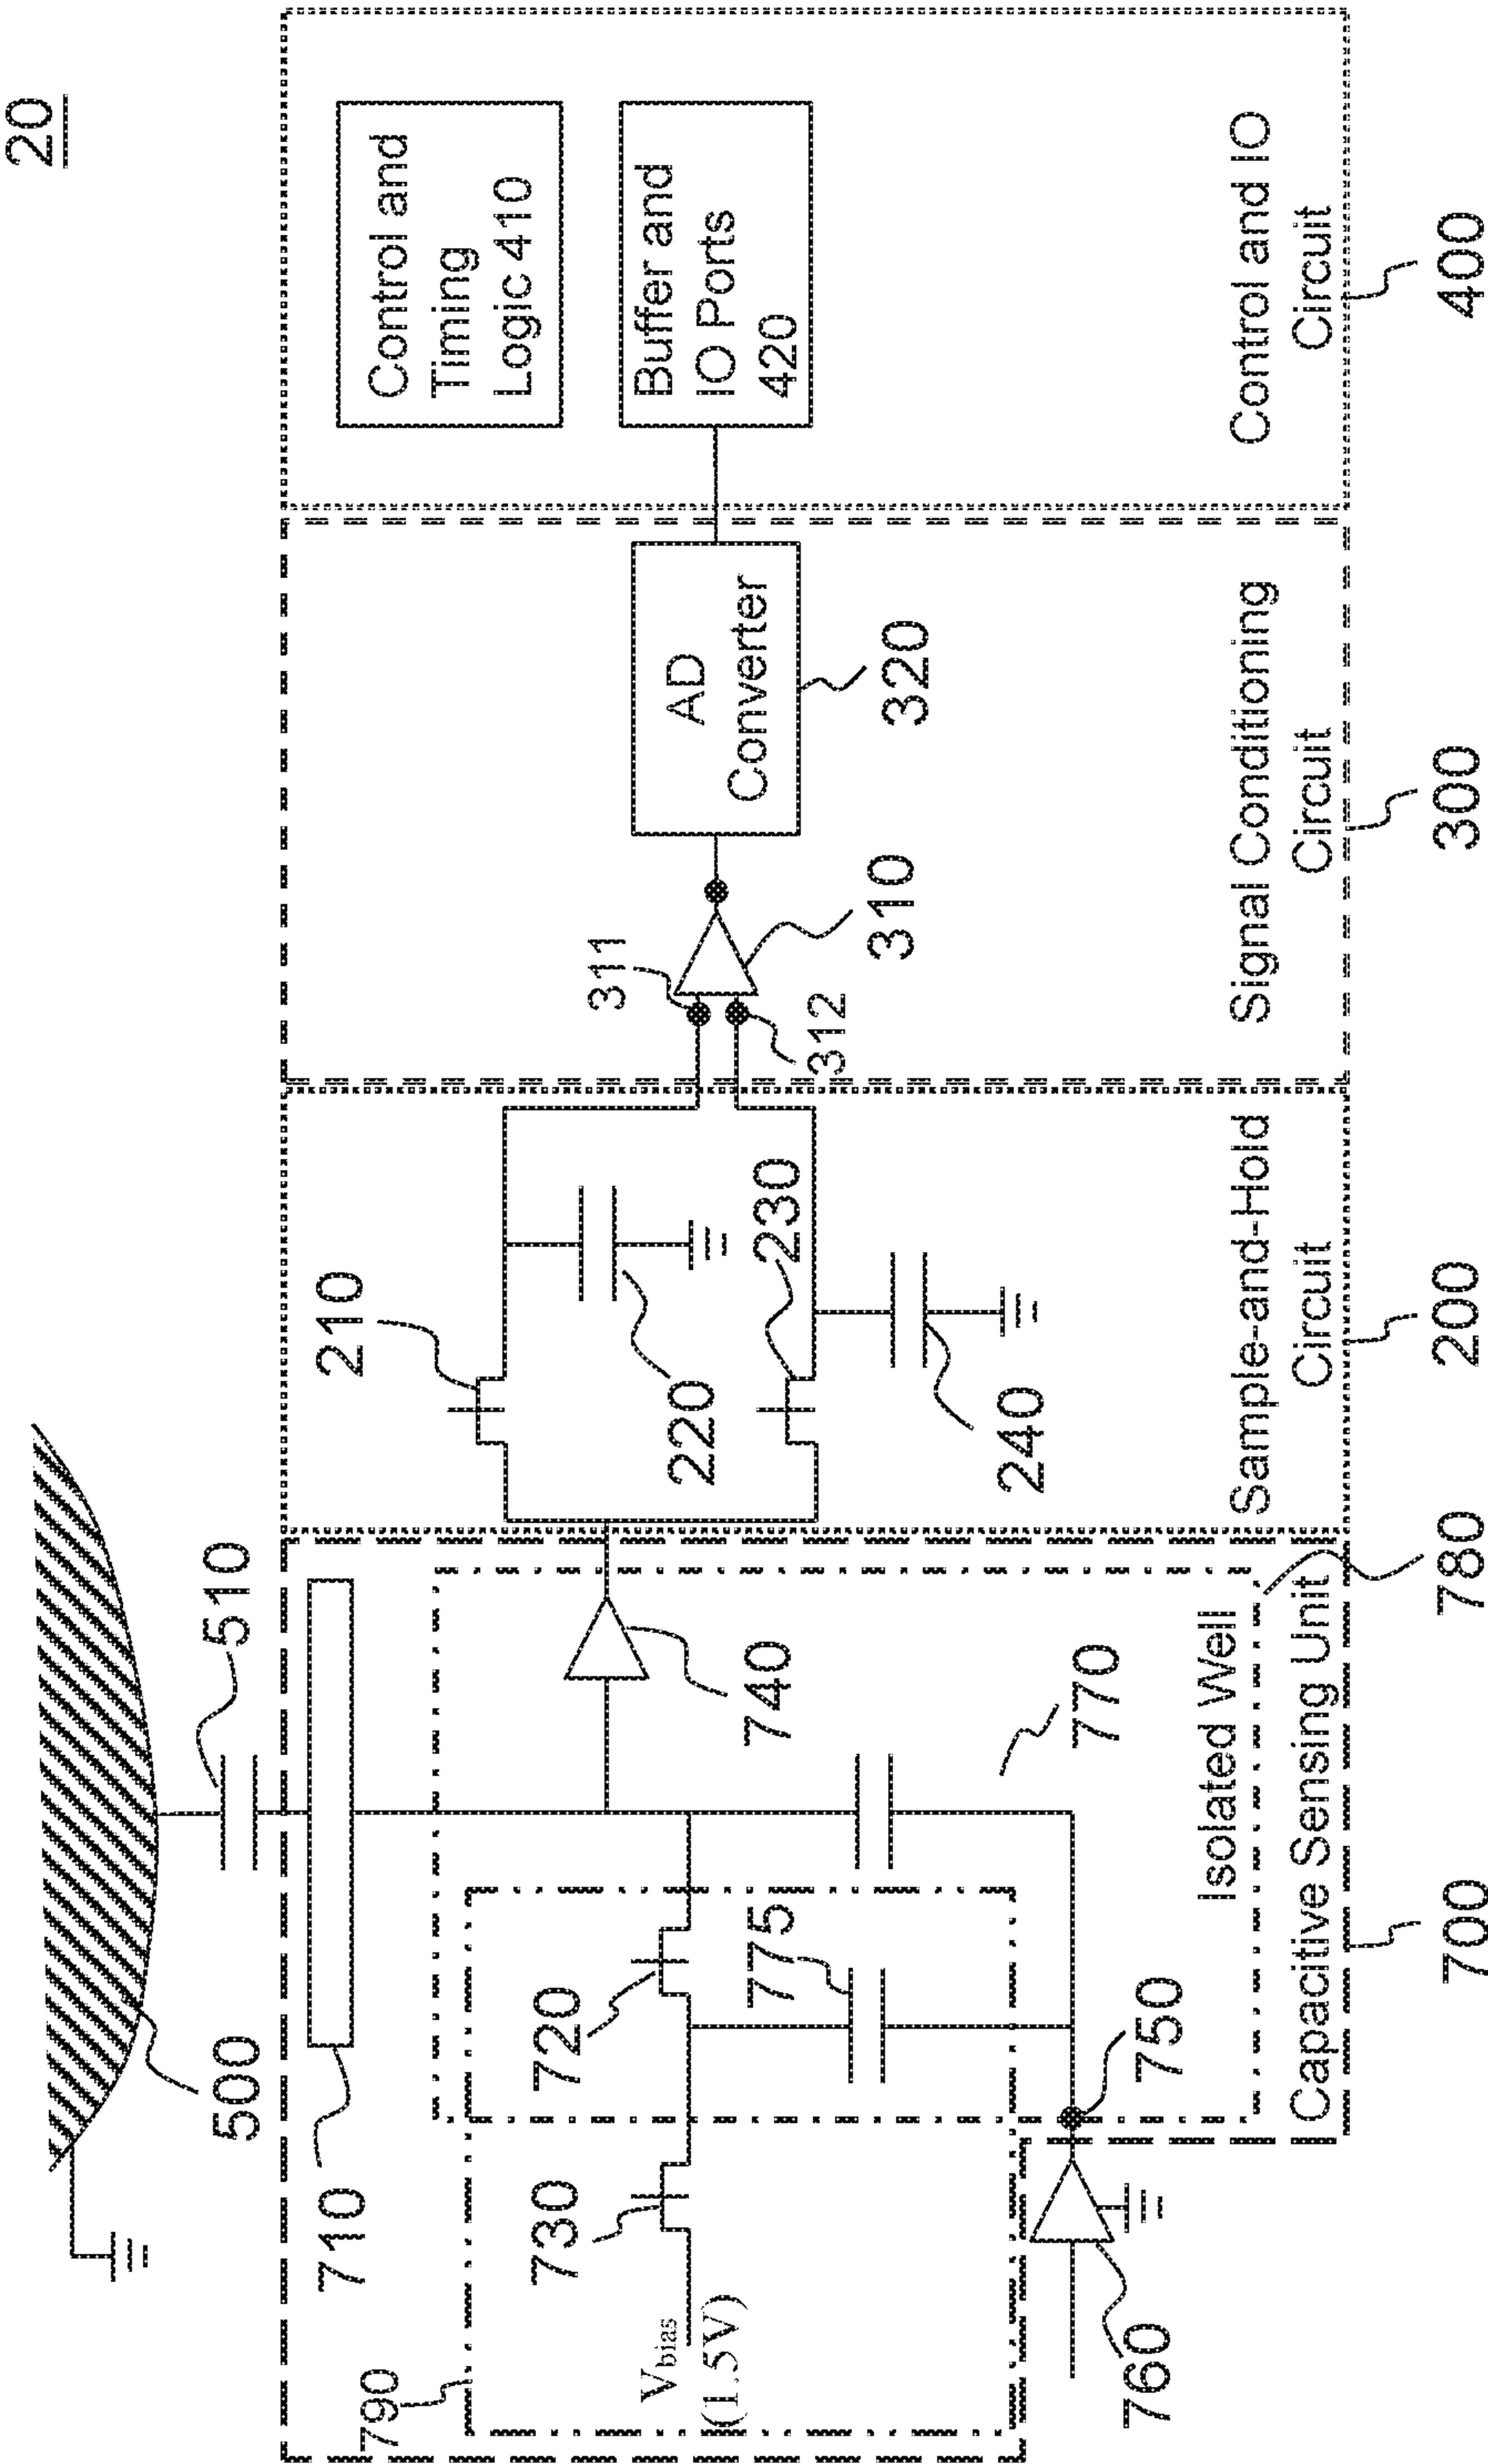 20
500
510
710
790
Vbias
(1.5V)
730
720
775
740
770
750
760
Isolated Well
780
Capacitive Sensing Unit
700
210
220
230
240
Sample-and-Hold
Circuit
200
311
312
310
AD
Converter
320
Signal Conditioning
Circuit
300
Control and
Timing
Logic 410
Buffer and
IO Ports
420
Control and IO
Circuit
400